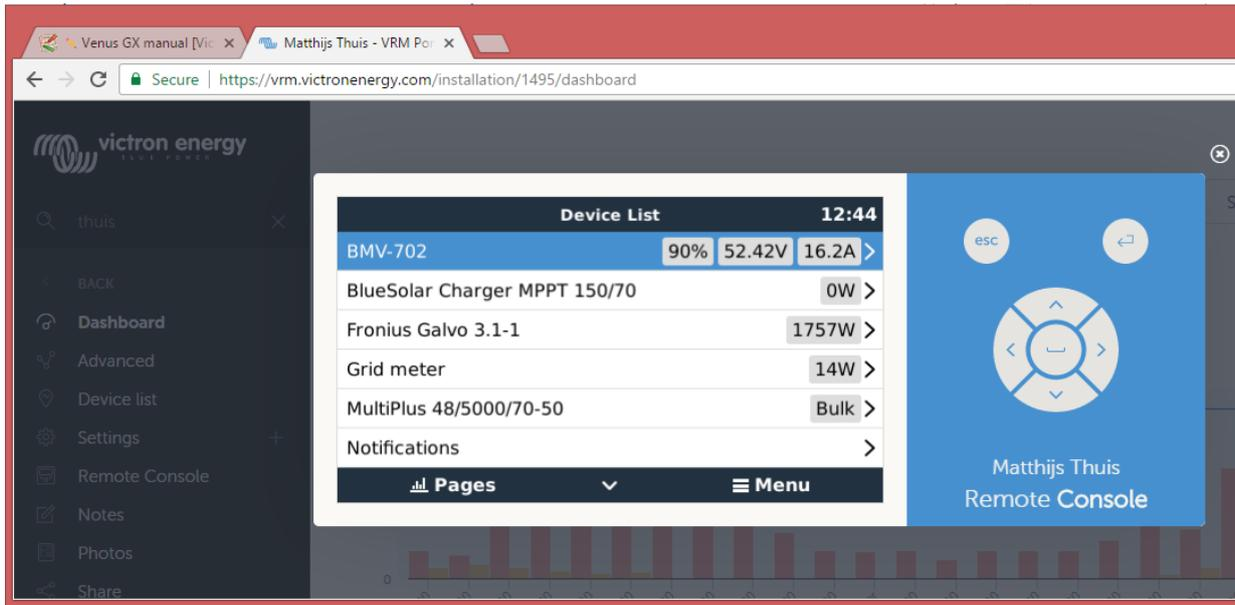 Venus GX manual [Vic
Matthijs Thuis - VRM Por
Secure | https://vrm.victronenergy.com/installation/1495/dashboard
victron energy
BLUE POWER
thuis
BACK
Dashboard
Advanced
Device list
Settings
Remote Console
Notes
Photos
Share
Device List 12:44
BMV-702 90% 52.42V 16.2A
BlueSolar Charger MPPT 150/70 0W
Fronius Galvo 3.1-1 1757W
Grid meter 14W
MultiPlus 48/5000/70-50 Bulk
Notifications
Pages Menu
esc
Matthijs Thuis
Remote Console
0